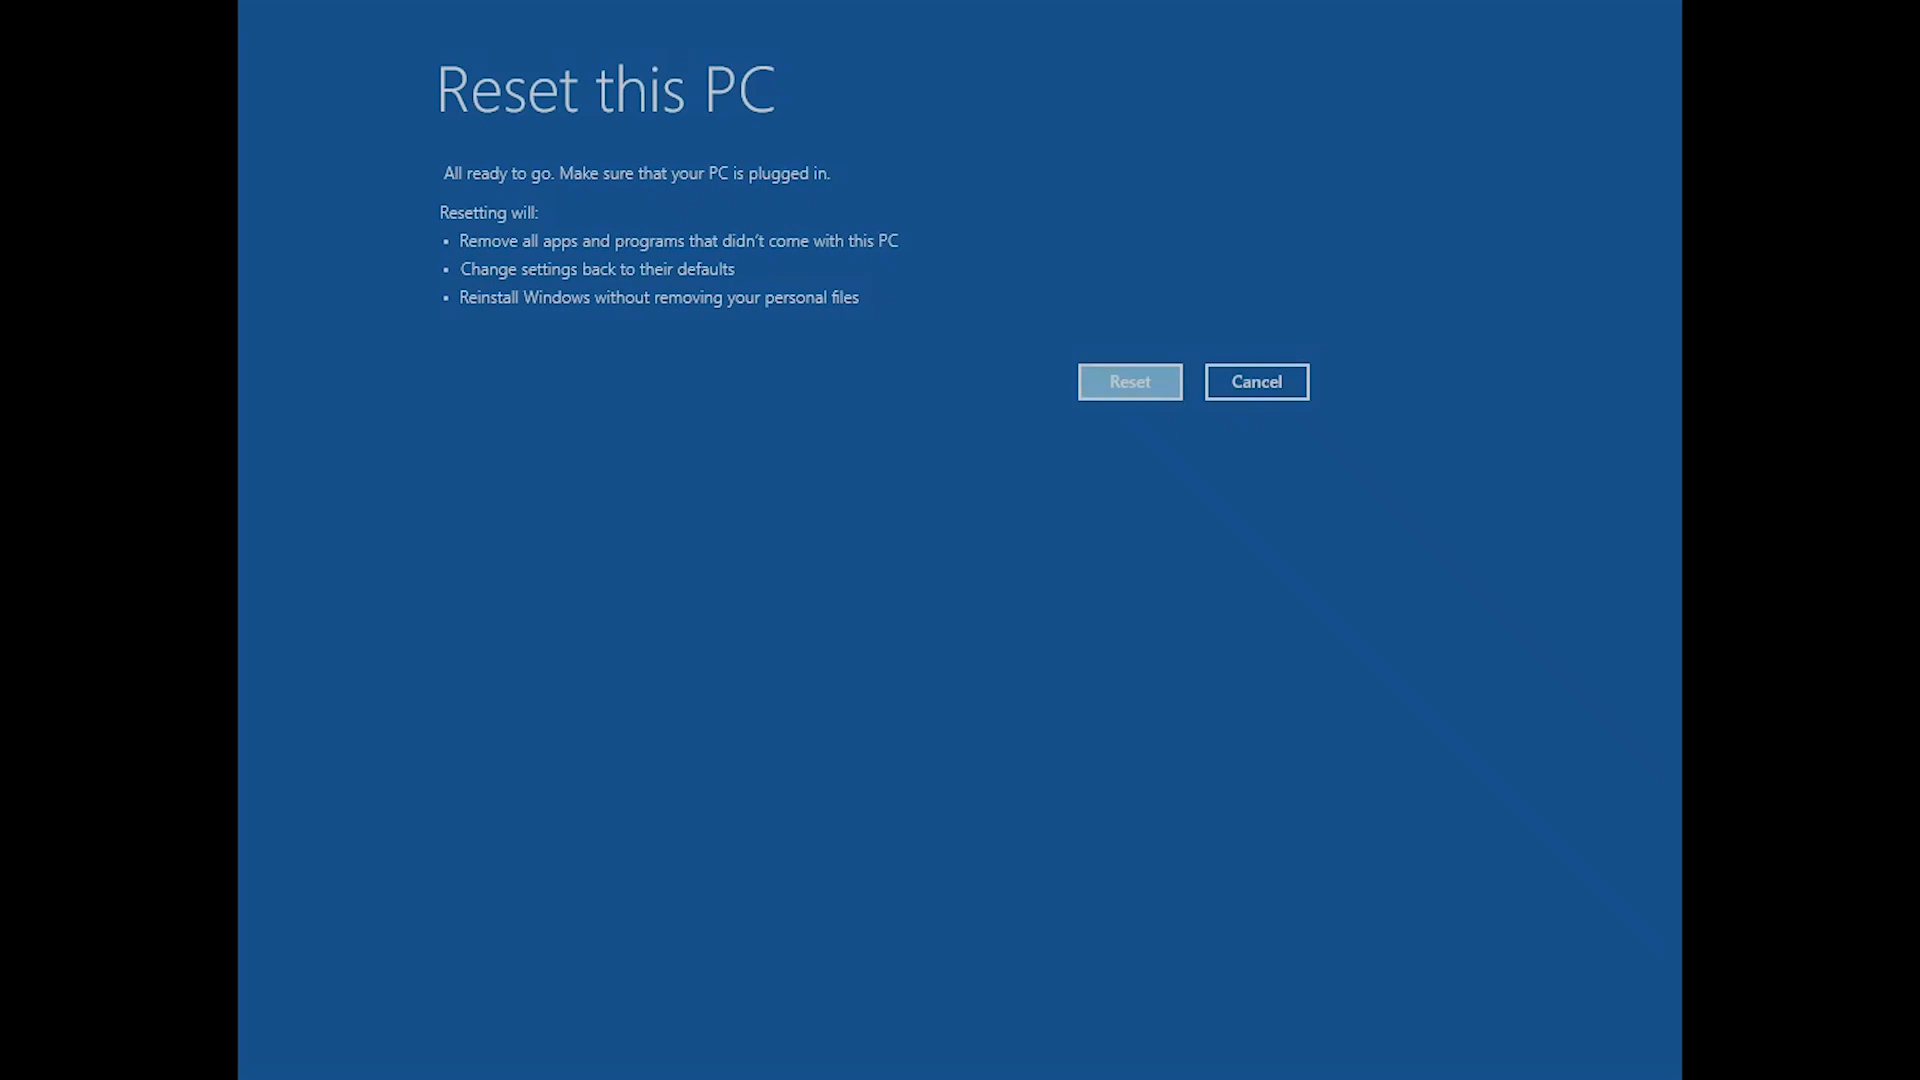 Reset this PC
All ready to go. Make sure that your PC is plugged in.
Resetting will:
▪ Remove all apps and programs that didn't come with this PC
▪ Change settings back to their defaults
▪ Reinstall Windows without removing your personal files
Reset Cancel